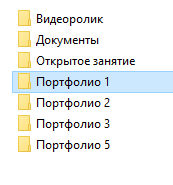 Видеоролик
Документы
Открытое занятие
Портфолио 1
Портфолио 2
Портфолио 3
Портфолио 5